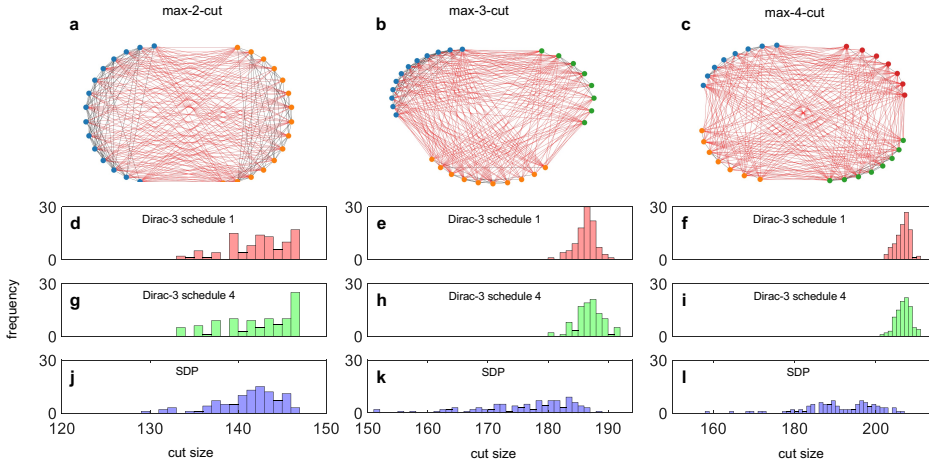 max-2-cut
max-3-cut
max-4-cut
a
b
c
d
Dirac-3 schedule 1
30
0
e
Dirac-3 schedule 1
30
0
f
Dirac-3 schedule 1
30
0
g
Dirac-3 schedule 4
30
0
h
Dirac-3 schedule 4
30
0
i
Dirac-3 schedule 4
30
0
frequency
j
SDP
30
0
k
SDP
30
0
l
SDP
30
0
120 130 140 150
150 160 170 180 190
160 180 200
cut size
cut size
cut size